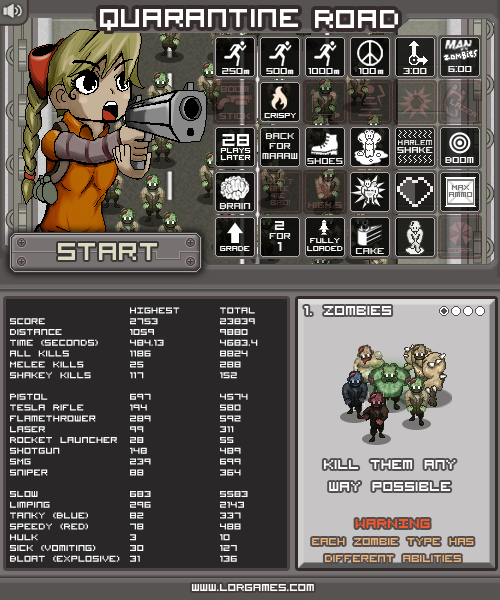 QUARANTINE ROAD
250m 500m 1000m 100m 3:00 MAN vs ZOMBIES 6:00
CRISPY
28 PLAYS LATER BACK FOR MAAAW SHOES HARLEM SHAKE BOOM
BRAIN MAX AMMO
GRADE 2 FOR 1 FULLY LOADED CAKE
START
HIGHEST TOTAL
SCORE 2753 23839
DISTANCE 1059 9880
TIME (SECONDS) 484.13 4683.4
ALL KILLS 1186 8824
MELEE KILLS 25 288
SHAKEY KILLS 117 152
PISTOL 697 4574
TESLA RIFLE 194 580
FLAMETHROWER 289 592
LASER 99 311
ROCKET LAUNCHER 28 55
SHOTGUN 148 489
SMG 239 699
SNIPER 88 364
SLOW 683 5583
LIMPING 296 2143
TANKY (BLUE) 82 337
SPEEDY (RED) 78 488
HULK 3 10
SICK (VOMITING) 30 127
BLOAT (EXPLOSIVE) 31 136
1. ZOMBIES
KILL THEM ANY
WAY POSSIBLE
WARNING
EACH ZOMBIE TYPE HAS
DIFFERENT ABILITIES
WWW.LORGAMES.COM